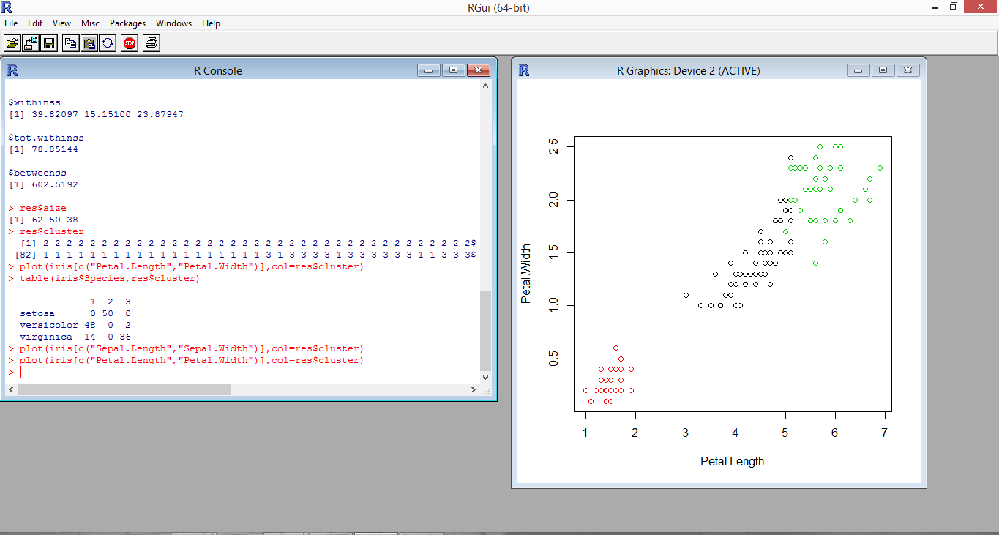 RGui (64-bit)
File Edit View Misc Packages Windows Help
STOP
R Console
$withinss
[1] 39.82097 15.15100 23.87947
$tot.withinss
[1] 78.85144
$betweenss
[1] 602.5192
> res$size
[1] 62 50 38
> res$cluster
[1] 2 2 2 2 2 2 2 2 2 2 2 2 2 2 2 2 2 2 2 2 2 2 2 2 2 2 2 2 2 2 2 2 2 2 2 2 2$
[82] 1 1 1 1 1 1 1 1 1 1 1 1 1 1 1 1 1 1 1 3 1 3 3 3 3 1 3 3 3 3 3 3 1 1 3 3 3$
> plot(iris[c("Petal.Length","Petal.Width")],col=res$cluster)
> table(iris$Species,res$cluster)
1 2 3
setosa 0 50 0
versicolor 48 0 2
virginica 14 0 36
> plot(iris[c("Sepal.Length","Sepal.Width")],col=res$cluster)
> plot(iris[c("Petal.Length","Petal.Width")],col=res$cluster)
>
R Graphics: Device 2 (ACTIVE)
Petal.Width
2.5
2.0
1.5
1.0
0.5
1 2 3 4 5 6 7
Petal.Length